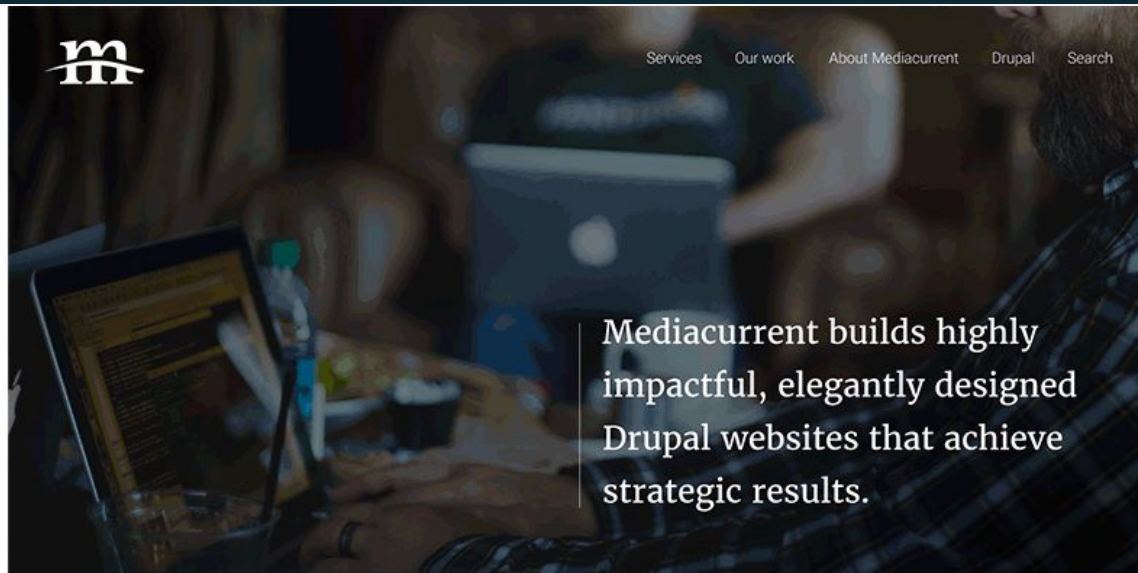 m
Services Our work About Mediacurrent Drupal Search
Mediacurrent builds highly
impactful, elegantly designed
Drupal websites that achieve
strategic results.